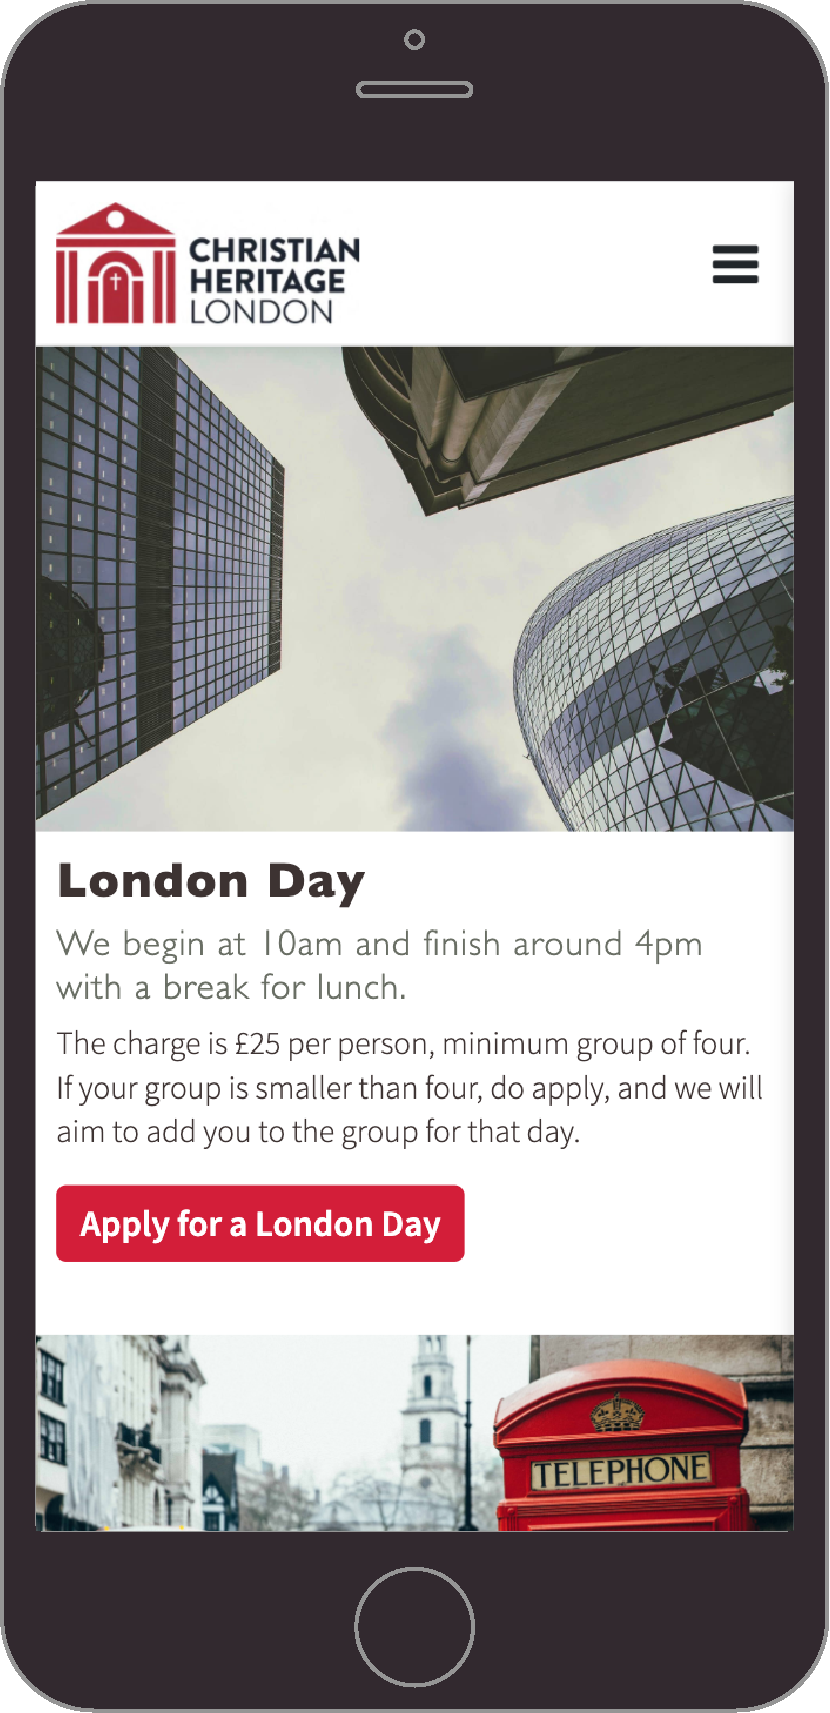 CHRISTIAN
HERITAGE
LONDON
London Day
We begin at 10am and finish around 4pm
with a break for lunch.
The charge is £25 per person, minimum group of four.
If your group is smaller than four, do apply, and we will
aim to add you to the group for that day.
Apply for a London Day
TELEPHONE